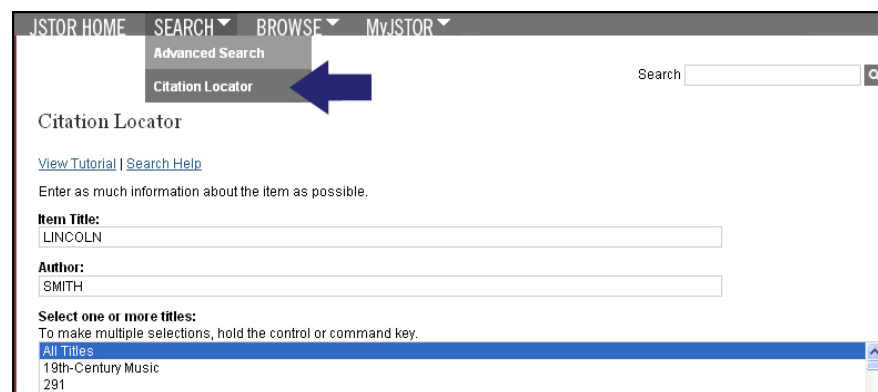 JSTOR HOME SEARCH BROWSE MyJSTOR
Advanced Search
Citation Locator
Search
Citation Locator
View Tutorial | Search Help
Enter as much information about the item as possible.
Item Title:
LINCOLN
Author:
SMITH
Select one or more titles:
To make multiple selections, hold the control or command key.
All Titles
19th-Century Music
291